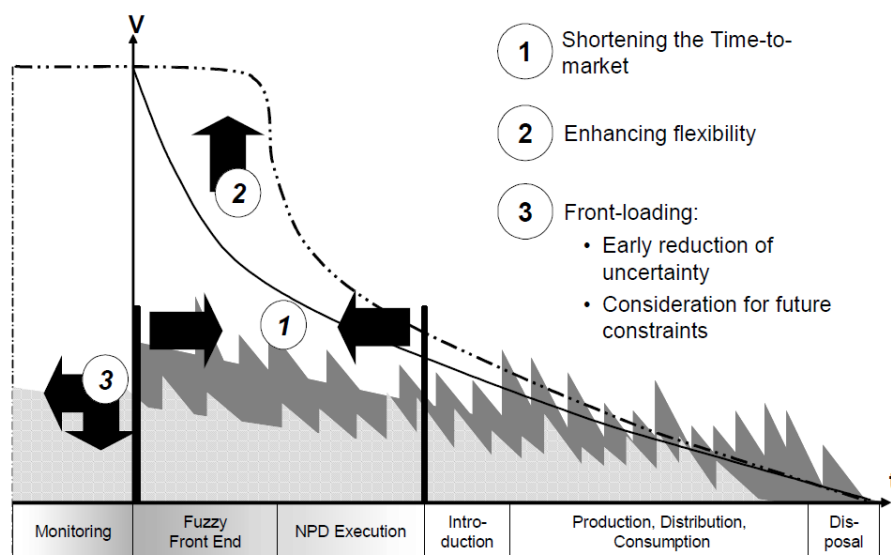 V
1
Shortening the Time-to-
market
2
Enhancing flexibility
3
Front-loading:
• Early reduction of
uncertainty
• Consideration for future
constraints
2
1
3
t
Monitoring
Fuzzy
Front End
NPD Execution
Intro-
duction
Production, Distribution,
Consumption
Dis-
posal